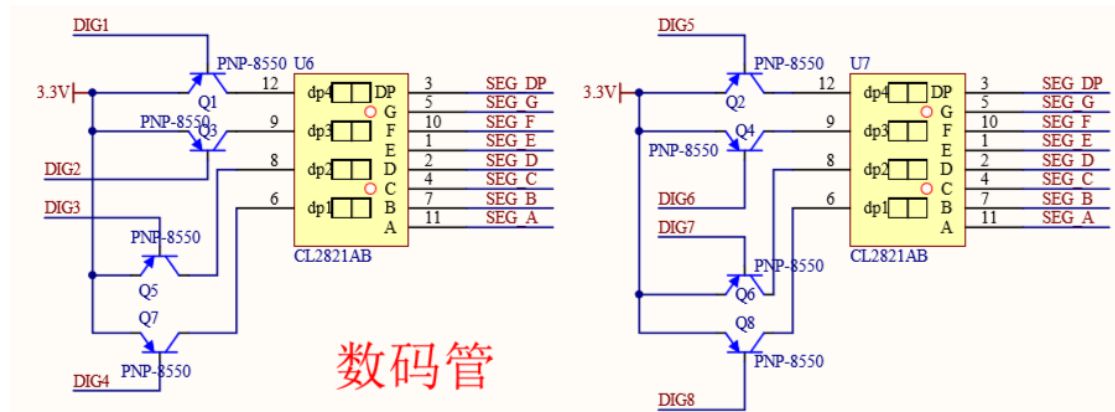 DIG1
PNP-8550 U6
3.3V
Q1
12 dp4 DP 3 SEG_DP
G 5 SEG_G
PNP-8550 Q3 9 dp3 F 10 SEG_F
E 1 SEG_E
DIG2
8 dp2 D 2 SEG_D
C 4 SEG_C
DIG3
6 dp1 B 7 SEG_B
A 11 SEG_A
PNP-8550
CL2821AB
Q5
Q7
PNP-8550
DIG4
数码管
DIG5
PNP-8550 U7
3.3V
Q2
12 dp4 DP 3 SEG_DP
G 5 SEG_G
Q4 9 dp3 F 10 SEG_F
PNP-8550 E 1 SEG_E
8 dp2 D 2 SEG_D
C 4 SEG_C
DIG6
6 dp1 B 7 SEG_B
A 11 SEG_A
DIG7
CL2821AB
PNP-8550
Q6
Q8
PNP-8550
DIG8